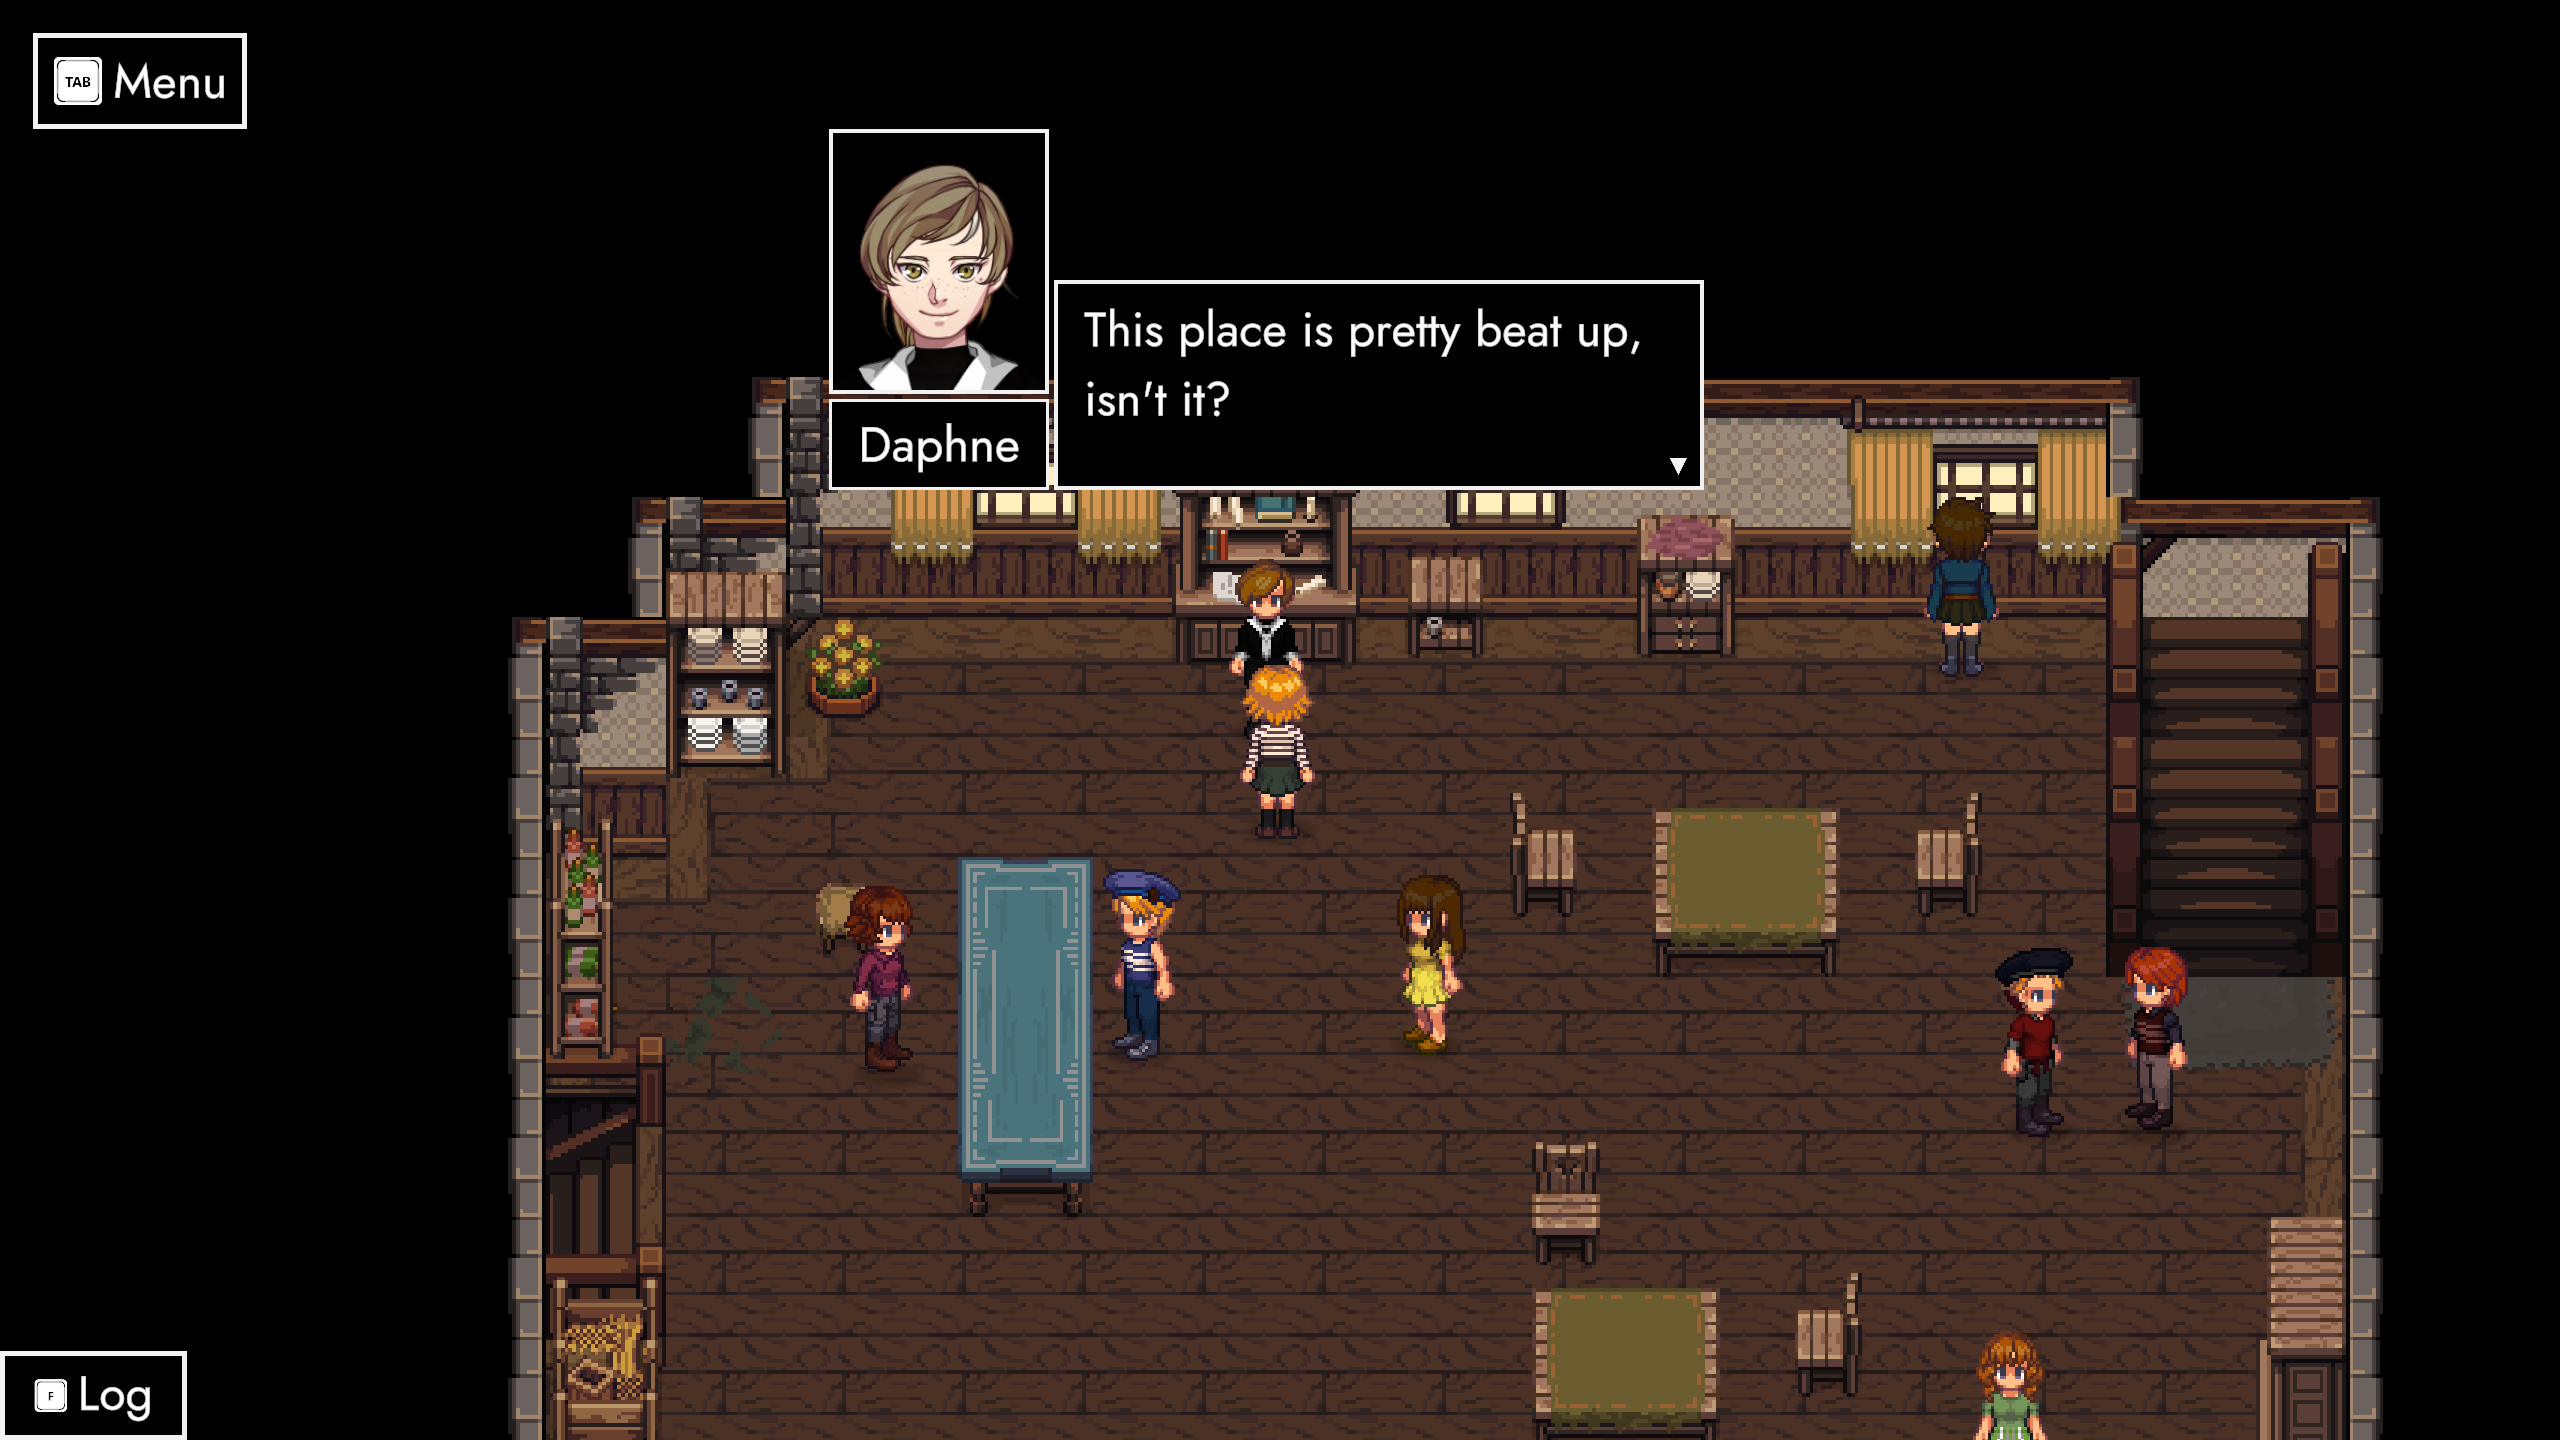 TAB Menu
This place is pretty beat up,
isn't it?
Daphne
F Log